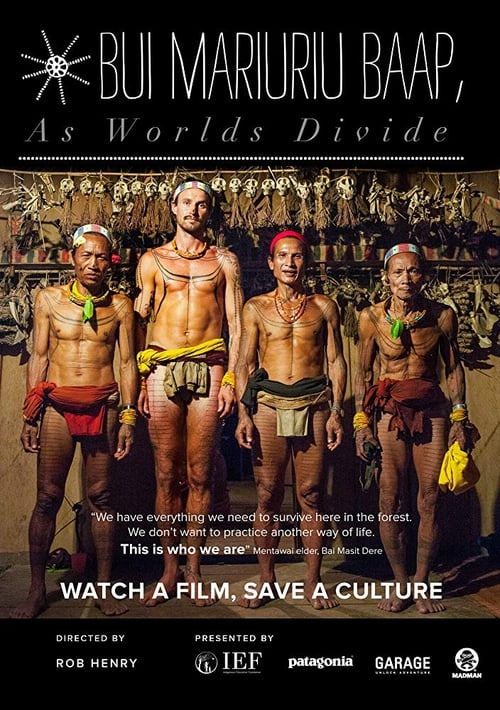 BUI MARIURIU BAAP,
As Worlds Divide
"We have everything we need to survive here in the forest.
We don't want to practice another way of life.
This is who we are" Mentawai elder, Bai Masit Dere
WATCH A FILM, SAVE A CULTURE
DIRECTED BY
ROB HENRY
PRESENTED BY
IEF
patagonia
GARAGE
UNLOCK ADVENTURE
MADMAN